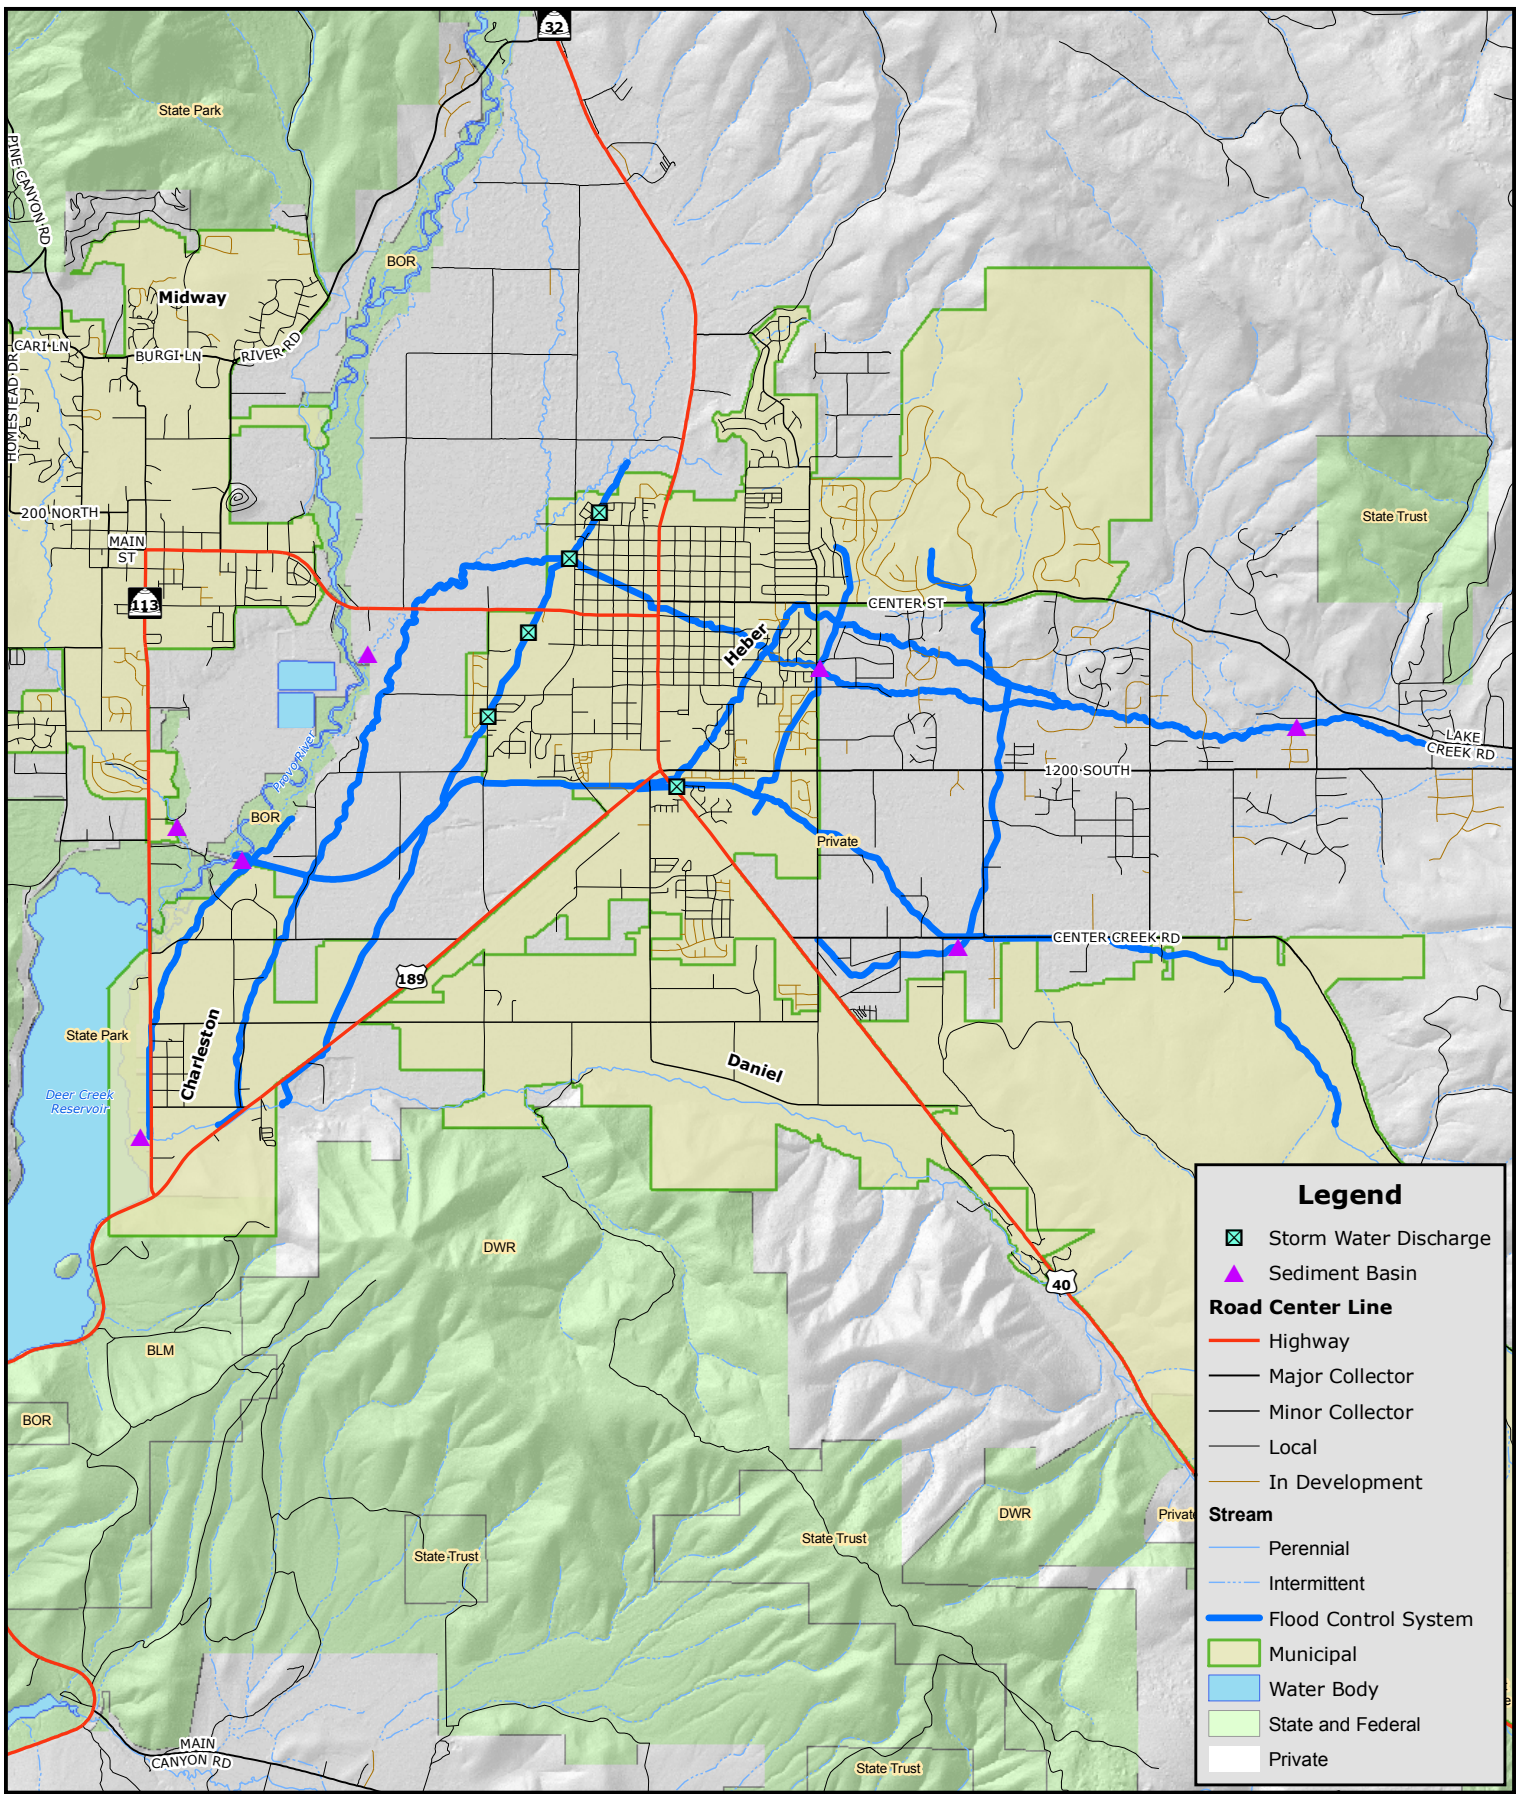 32
State Park
PINE CANYON RD
BOR
Midway
CARI LN
BURGI LN
RIVER RD
HOMESTEAD DR
200 NORTH
State Trust
MAIN
ST
113
CENTER ST
Heber
Provo River
LAKE
CREEK RD
1200 SOUTH
BOR
Private
CENTER CREEK RD
189
State Park
Charleston
Daniel
Deer Creek
Reservoir
DWR
40
BLM
BOR
State Trust
State Trust
DWR
Private
MAIN
CANYON RD
State Trust
Legend
Storm Water Discharge
Sediment Basin
Road Center Line
Highway
Major Collector
Minor Collector
Local
In Development
Stream
Perennial
Intermittent
Flood Control System
Municipal
Water Body
State and Federal
Private